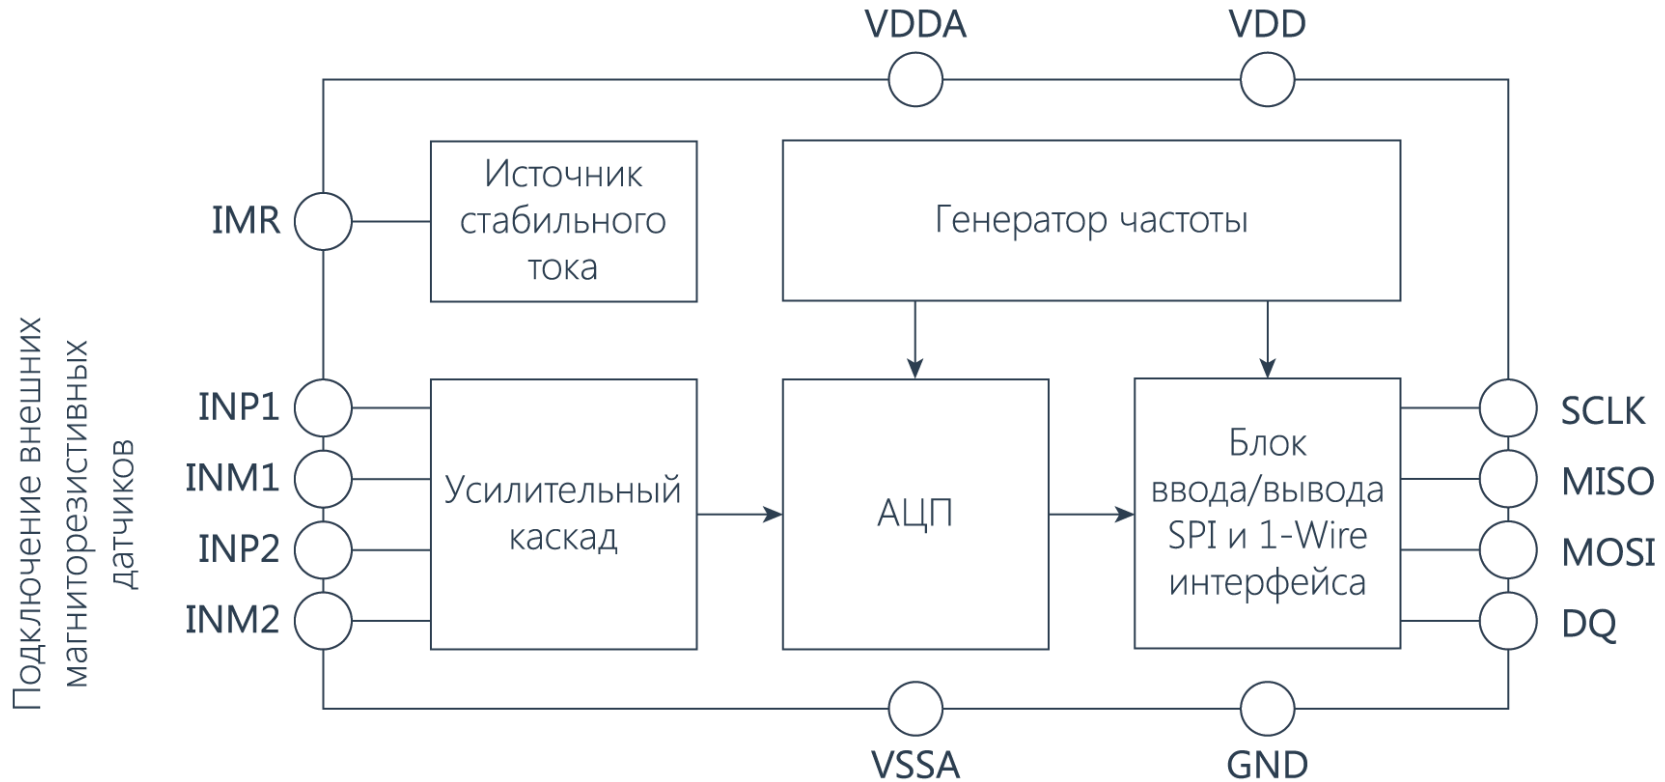 VDDA
VDD
IMR
Источник
стабильного
тока
Генератор частоты
Подключение внешних
магниторезистивных
датчиков
INP1
INM1
INP2
INM2
Усилительный
каскад
АЦП
Блок
ввода/вывода
SPI и 1-Wire
интерфейса
SCLK
MISO
MOSI
DQ
VSSA
GND